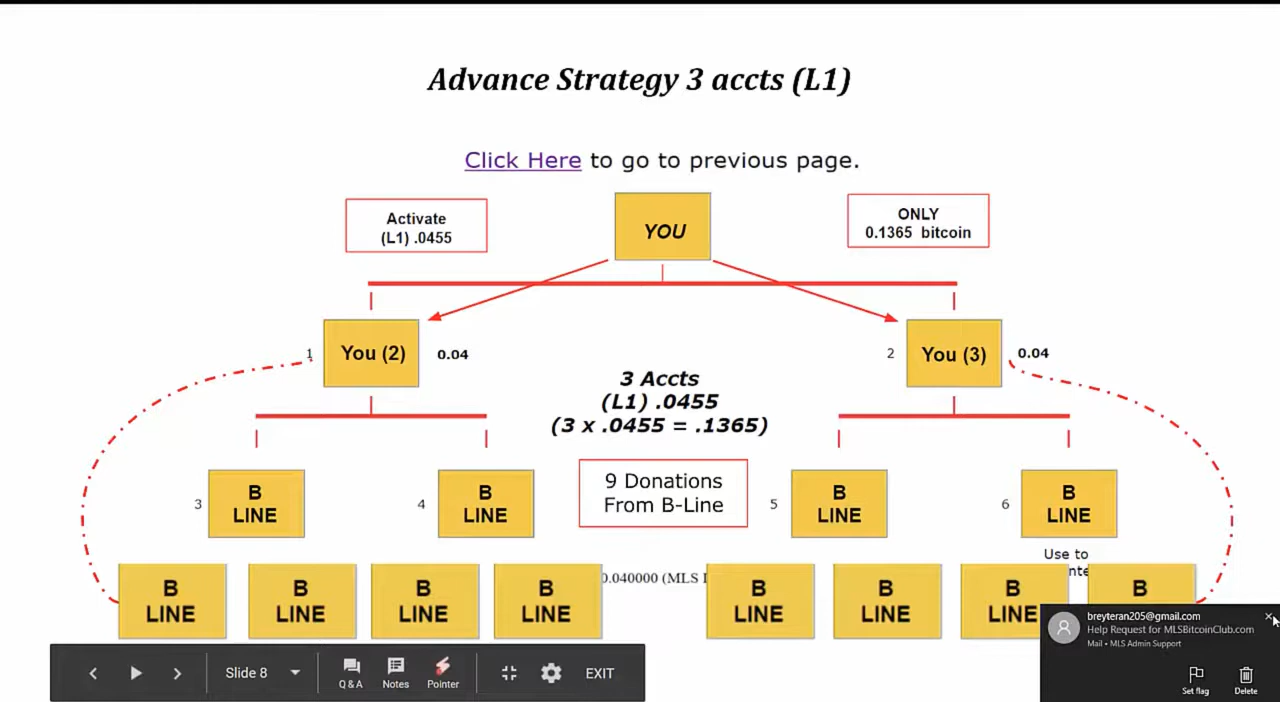 Advance Strategy 3 accts (L1)
Click Here to go to previous page.
Activate
(L1) .0455
YOU
ONLY
0.1365 bitcoin
1
You (2)
0.04
2
You (3)
0.04
3 Accts
(L1) .0455
(3 x .0455 = .1365)
9 Donations
From B-Line
3
B
LINE
4
B
LINE
5
B
LINE
6
B
LINE
Use to
B
LINE
B
LINE
B
LINE
B
LINE
0.040000 (MLS
B
LINE
B
LINE
B
LINE
B
Slide 8
Q & A
Notes
Pointer
EXIT
breyteran205@gmail.com
Help Request for MLSBitcoinClub.com
Mail • MLS Admin Support
Set flag
Delete